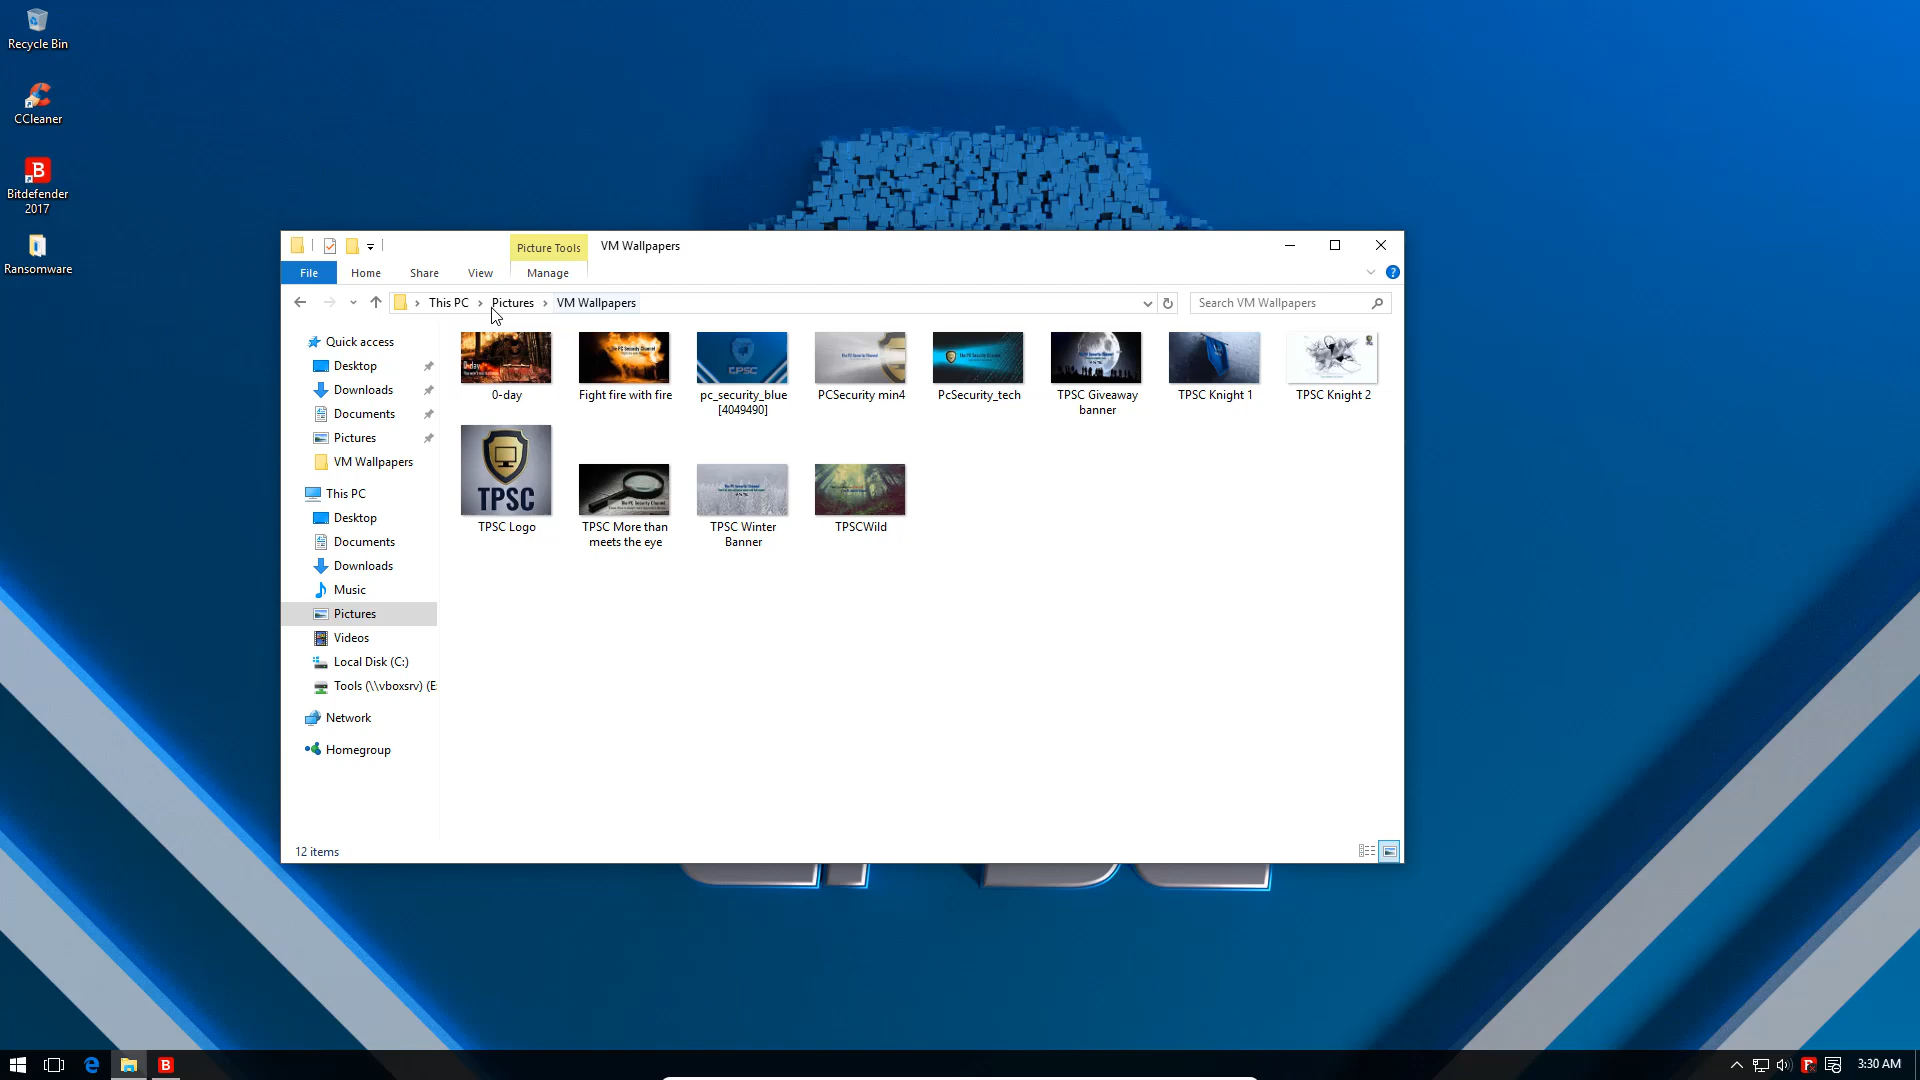 Recycle Bin
CCleaner
Bitdefender
2017
Ransomware
Picture Tools
VM Wallpapers
File
Home
Share
View
Manage
This PC
Pictures
VM Wallpapers
Search VM Wallpapers
Quick access
Desktop
Downloads
Documents
Pictures
VM Wallpapers
This PC
Desktop
Documents
Downloads
Music
Pictures
Videos
Local Disk (C:)
Tools (\\vboxsrv) (E
Network
Homegroup
0-day
Fight fire with fire
pc_security_blue
[4049490]
PCSecurity min4
PcSecurity_tech
TPSC Giveaway
banner
TPSC Knight 1
TPSC Knight 2
TPSC
TPSC Logo
TPSC More than
meets the eye
TPSC Winter
Banner
TPSCWild
12 items
3:30 AM